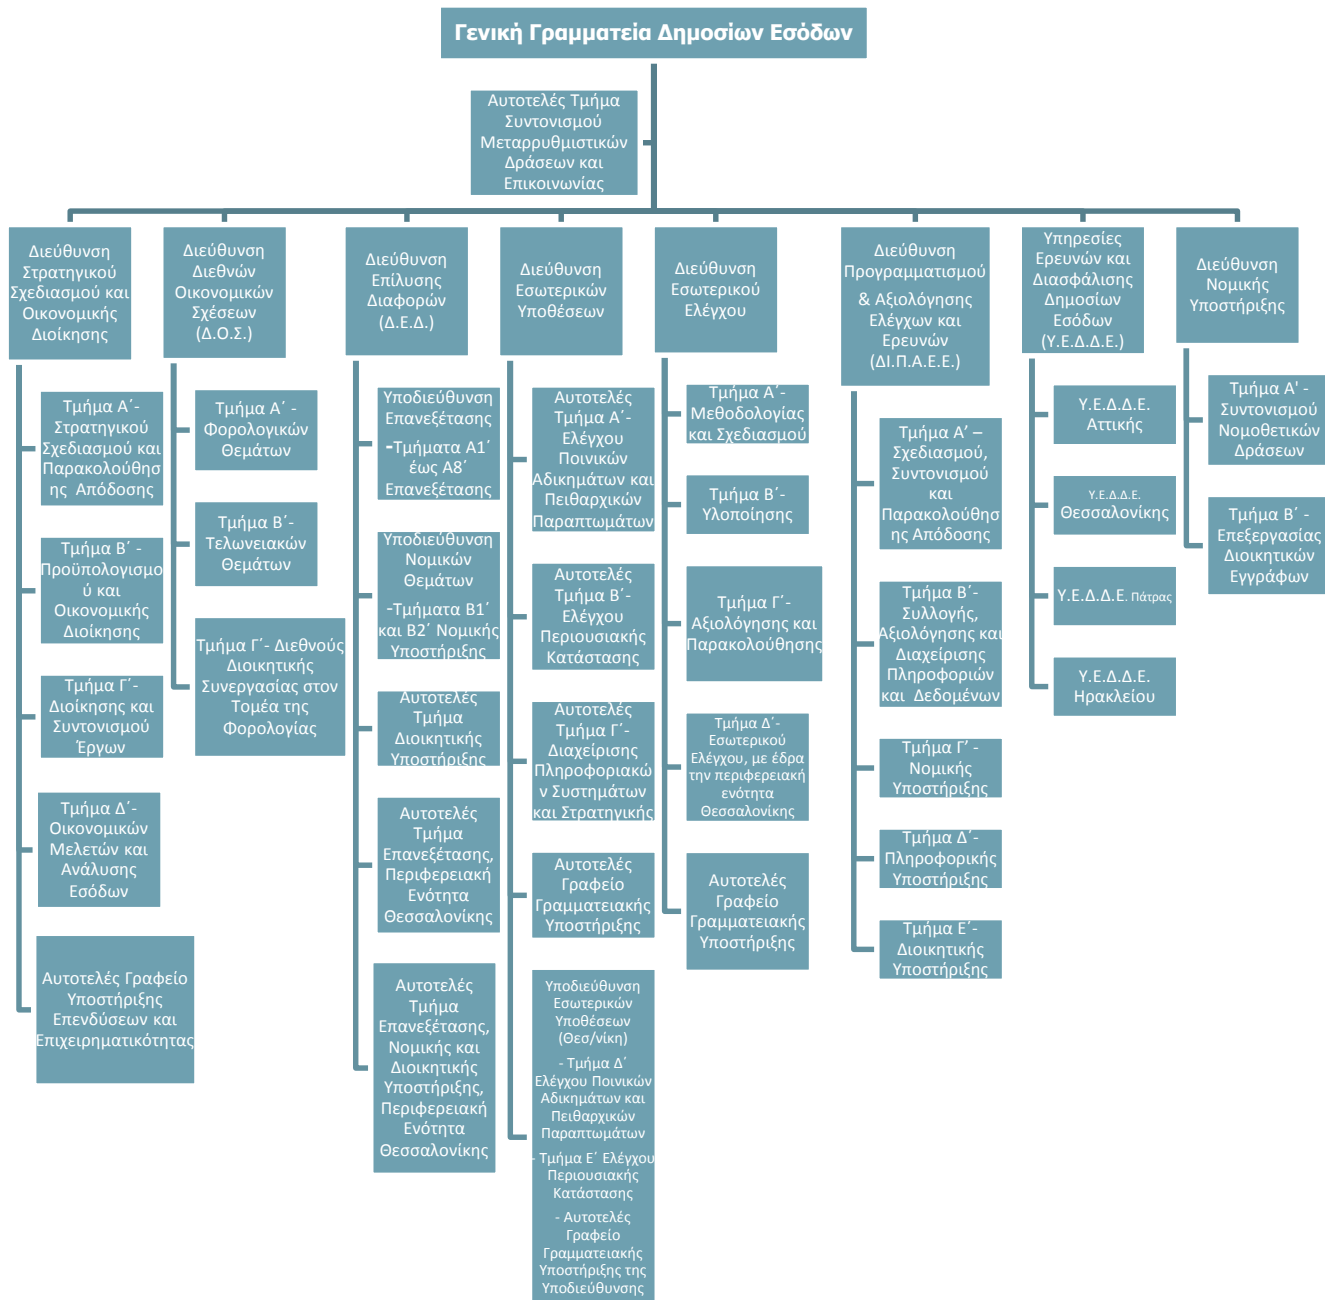 Γενική Γραμματεία Δημοσίων Εσόδων
Αυτοτελές Τμήμα
Συντονισμού
Μεταρρυθμιστικών
Δράσεων και
Επικοινωνίας
Διεύθυνση
Στρατηγικού
Σχεδιασμού και
Οικονομικής
Διοίκησης
Τμήμα Α΄-
Στρατηγικού
Σχεδιασμού και
Παρακολούθησ
ης Απόδοσης
Τμήμα Β΄ -
Προϋπολογισμο
ύ και
Οικονομικής
Διοίκησης
Τμήμα Γ΄-
Διοίκησης και
Συντονισμού
Έργων
Τμήμα Δ΄-
Οικονομικών
Μελετών και
Ανάλυσης
Εσόδων
Αυτοτελές Γραφείο
Υποστήριξης
Επενδύσεων και
Επιχειρηματικότητας
Διεύθυνση
Διεθνών
Οικονομικών
Σχέσεων
(Δ.Ο.Σ.)
Τμήμα Α΄ -
Φορολογικών
Θεμάτων
Τμήμα Β΄-
Τελωνειακών
Θεμάτων
Τμήμα Γ΄- Διεθνούς
Διοικητικής
Συνεργασίας στον
Τομέα της
Φορολογίας
Διεύθυνση
Επίλυσης
Διαφορών
(Δ.Ε.Δ.)
Υποδιεύθυνση
Επανεξέτασης
-Τμήματα Α1΄
έως Α8΄
Επανεξέτασης
Υποδιεύθυνση
Νομικών
Θεμάτων
-Τμήματα Β1΄
και Β2΄ Νομικής
Υποστήριξης
Αυτοτελές
Τμήμα
Διοικητικής
Υποστήριξης
Αυτοτελές
Τμήμα
Επανεξέτασης,
Περιφερειακή
Ενότητα
Θεσσαλονίκης
Αυτοτελές
Τμήμα
Επανεξέτασης,
Νομικής και
Διοικητικής
Υποστήριξης,
Περιφερειακή
Ενότητα
Θεσσαλονίκης
Διεύθυνση
Εσωτερικών
Υποθέσεων
Αυτοτελές
Τμήμα Α΄-
Ελέγχου
Ποινικών
Αδικημάτων και
Πειθαρχικών
Παραπτωμάτων
Αυτοτελές
Τμήμα Β΄-
Ελέγχου
Περιουσιακής
Κατάστασης
Αυτοτελές
Τμήμα Γ΄-
Διαχείρισης
Πληροφοριακώ
ν Συστημάτων
και Στρατηγικής
Αυτοτελές
Γραφείο
Γραμματειακής
Υποστήριξης
Υποδιεύθυνση
Εσωτερικών
Υποθέσεων
(Θεσ/νίκη)
- Τμήμα Δ΄
Ελέγχου Ποινικών
Αδικημάτων και
Πειθαρχικών
Παραπτωμάτων
- Τμήμα Ε΄ Ελέγχου
Περιουσιακής
Κατάστασης
- Αυτοτελές
Γραφείο
Γραμματειακής
Υποστήριξης της
Υποδιεύθυνσης
Διεύθυνση
Εσωτερικού
Ελέγχου
Τμήμα Α΄-
Μεθοδολογίας
και Σχεδιασμού
Τμήμα Β΄-
Υλοποίησης
Τμήμα Γ΄-
Αξιολόγησης και
Παρακολούθησης
Τμήμα Δ΄-
Εσωτερικού
Ελέγχου, με έδρα
την περιφερειακή
ενότητα
Θεσσαλονίκης
Αυτοτελές
Γραφείο
Γραμματειακής
Υποστήριξης
Διεύθυνση
Προγραμματισμού
& Αξιολόγησης
Ελέγχων και
Ερευνών
(ΔΙ.Π.Α.Ε.Ε.)
Τμήμα Α’ –
Σχεδιασμού,
Συντονισμού
και
Παρακολούθησ
ης Απόδοσης
Τμήμα Β΄-
Συλλογής,
Αξιολόγησης και
Διαχείρισης
Πληροφοριών
και Δεδομένων
Τμήμα Γ’ -
Νομικής
Υποστήριξης
Τμήμα Δ΄-
Πληροφορικής
Υποστήριξης
Τμήμα Ε΄-
Διοικητικής
Υποστήριξης
Υπηρεσίες
Ερευνών και
Διασφάλισης
Δημοσίων
Εσόδων
(Υ.Ε.Δ.Δ.Ε.)
Υ.Ε.Δ.Δ.Ε.
Αττικής
Υ.Ε.Δ.Δ.Ε.
Θεσσαλονίκης
Υ.Ε.Δ.Δ.Ε. Πάτρας
Υ.Ε.Δ.Δ.Ε.
Ηρακλείου
Διεύθυνση
Νομικής
Υποστήριξης
Τμήμα Α' -
Συντονισμού
Νομοθετικών
Δράσεων
Τμήμα Β΄ -
Επεξεργασίας
Διοικητικών
Εγγράφων